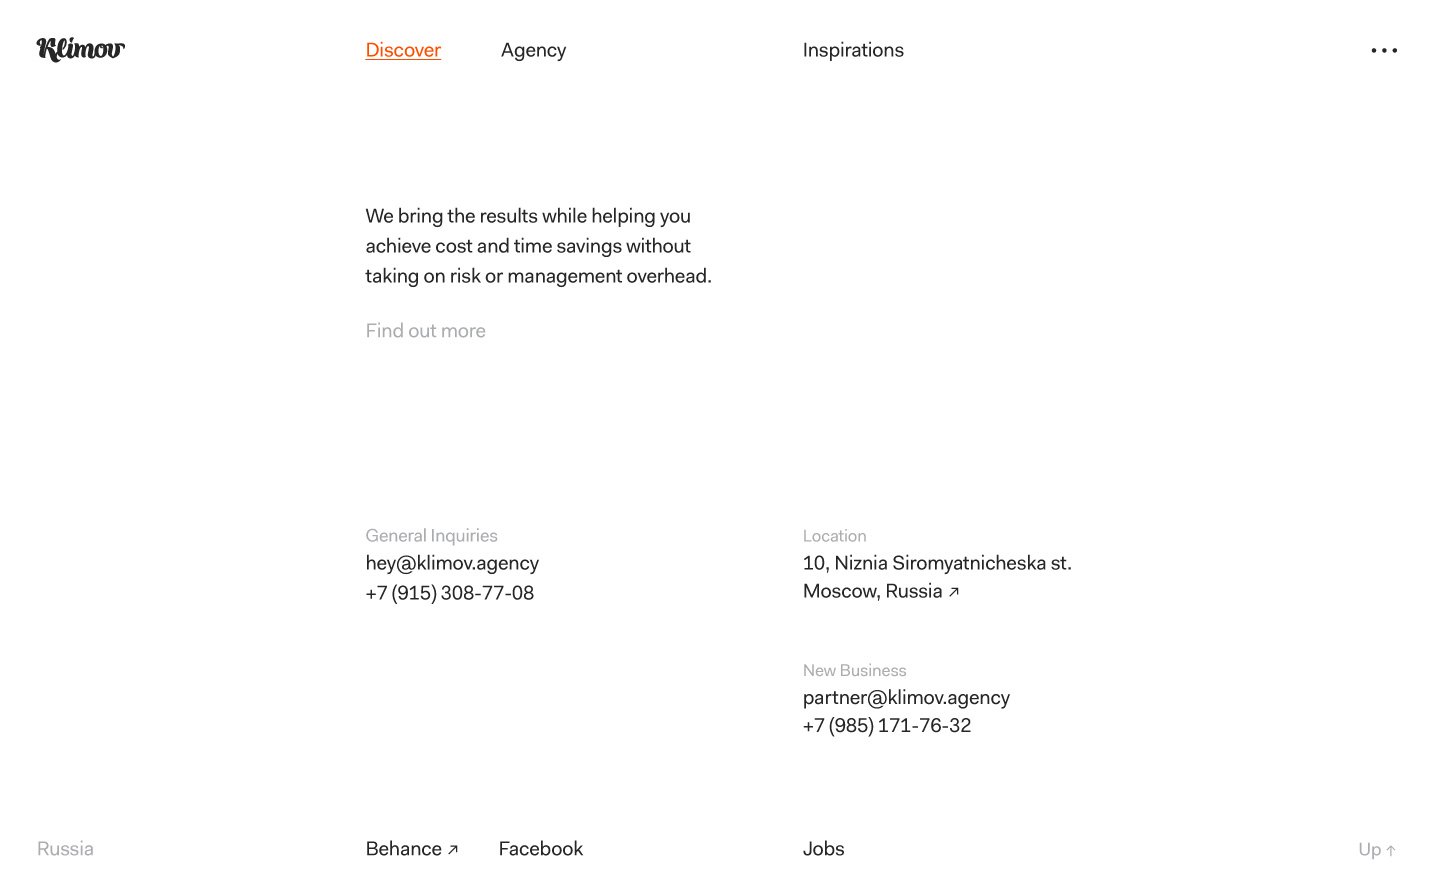 Klimov
Discover
Agency
Inspirations
We bring the results while helping you
achieve cost and time savings without
taking on risk or management overhead.
Find out more
General Inquiries
hey@klimov.agency
+7 (915) 308-77-08
Location
10, Niznia Siromyatnicheska st.
Moscow, Russia ↗
New Business
partner@klimov.agency
+7 (985) 171-76-32
Russia
Behance ↗
Facebook
Jobs
Up ↑